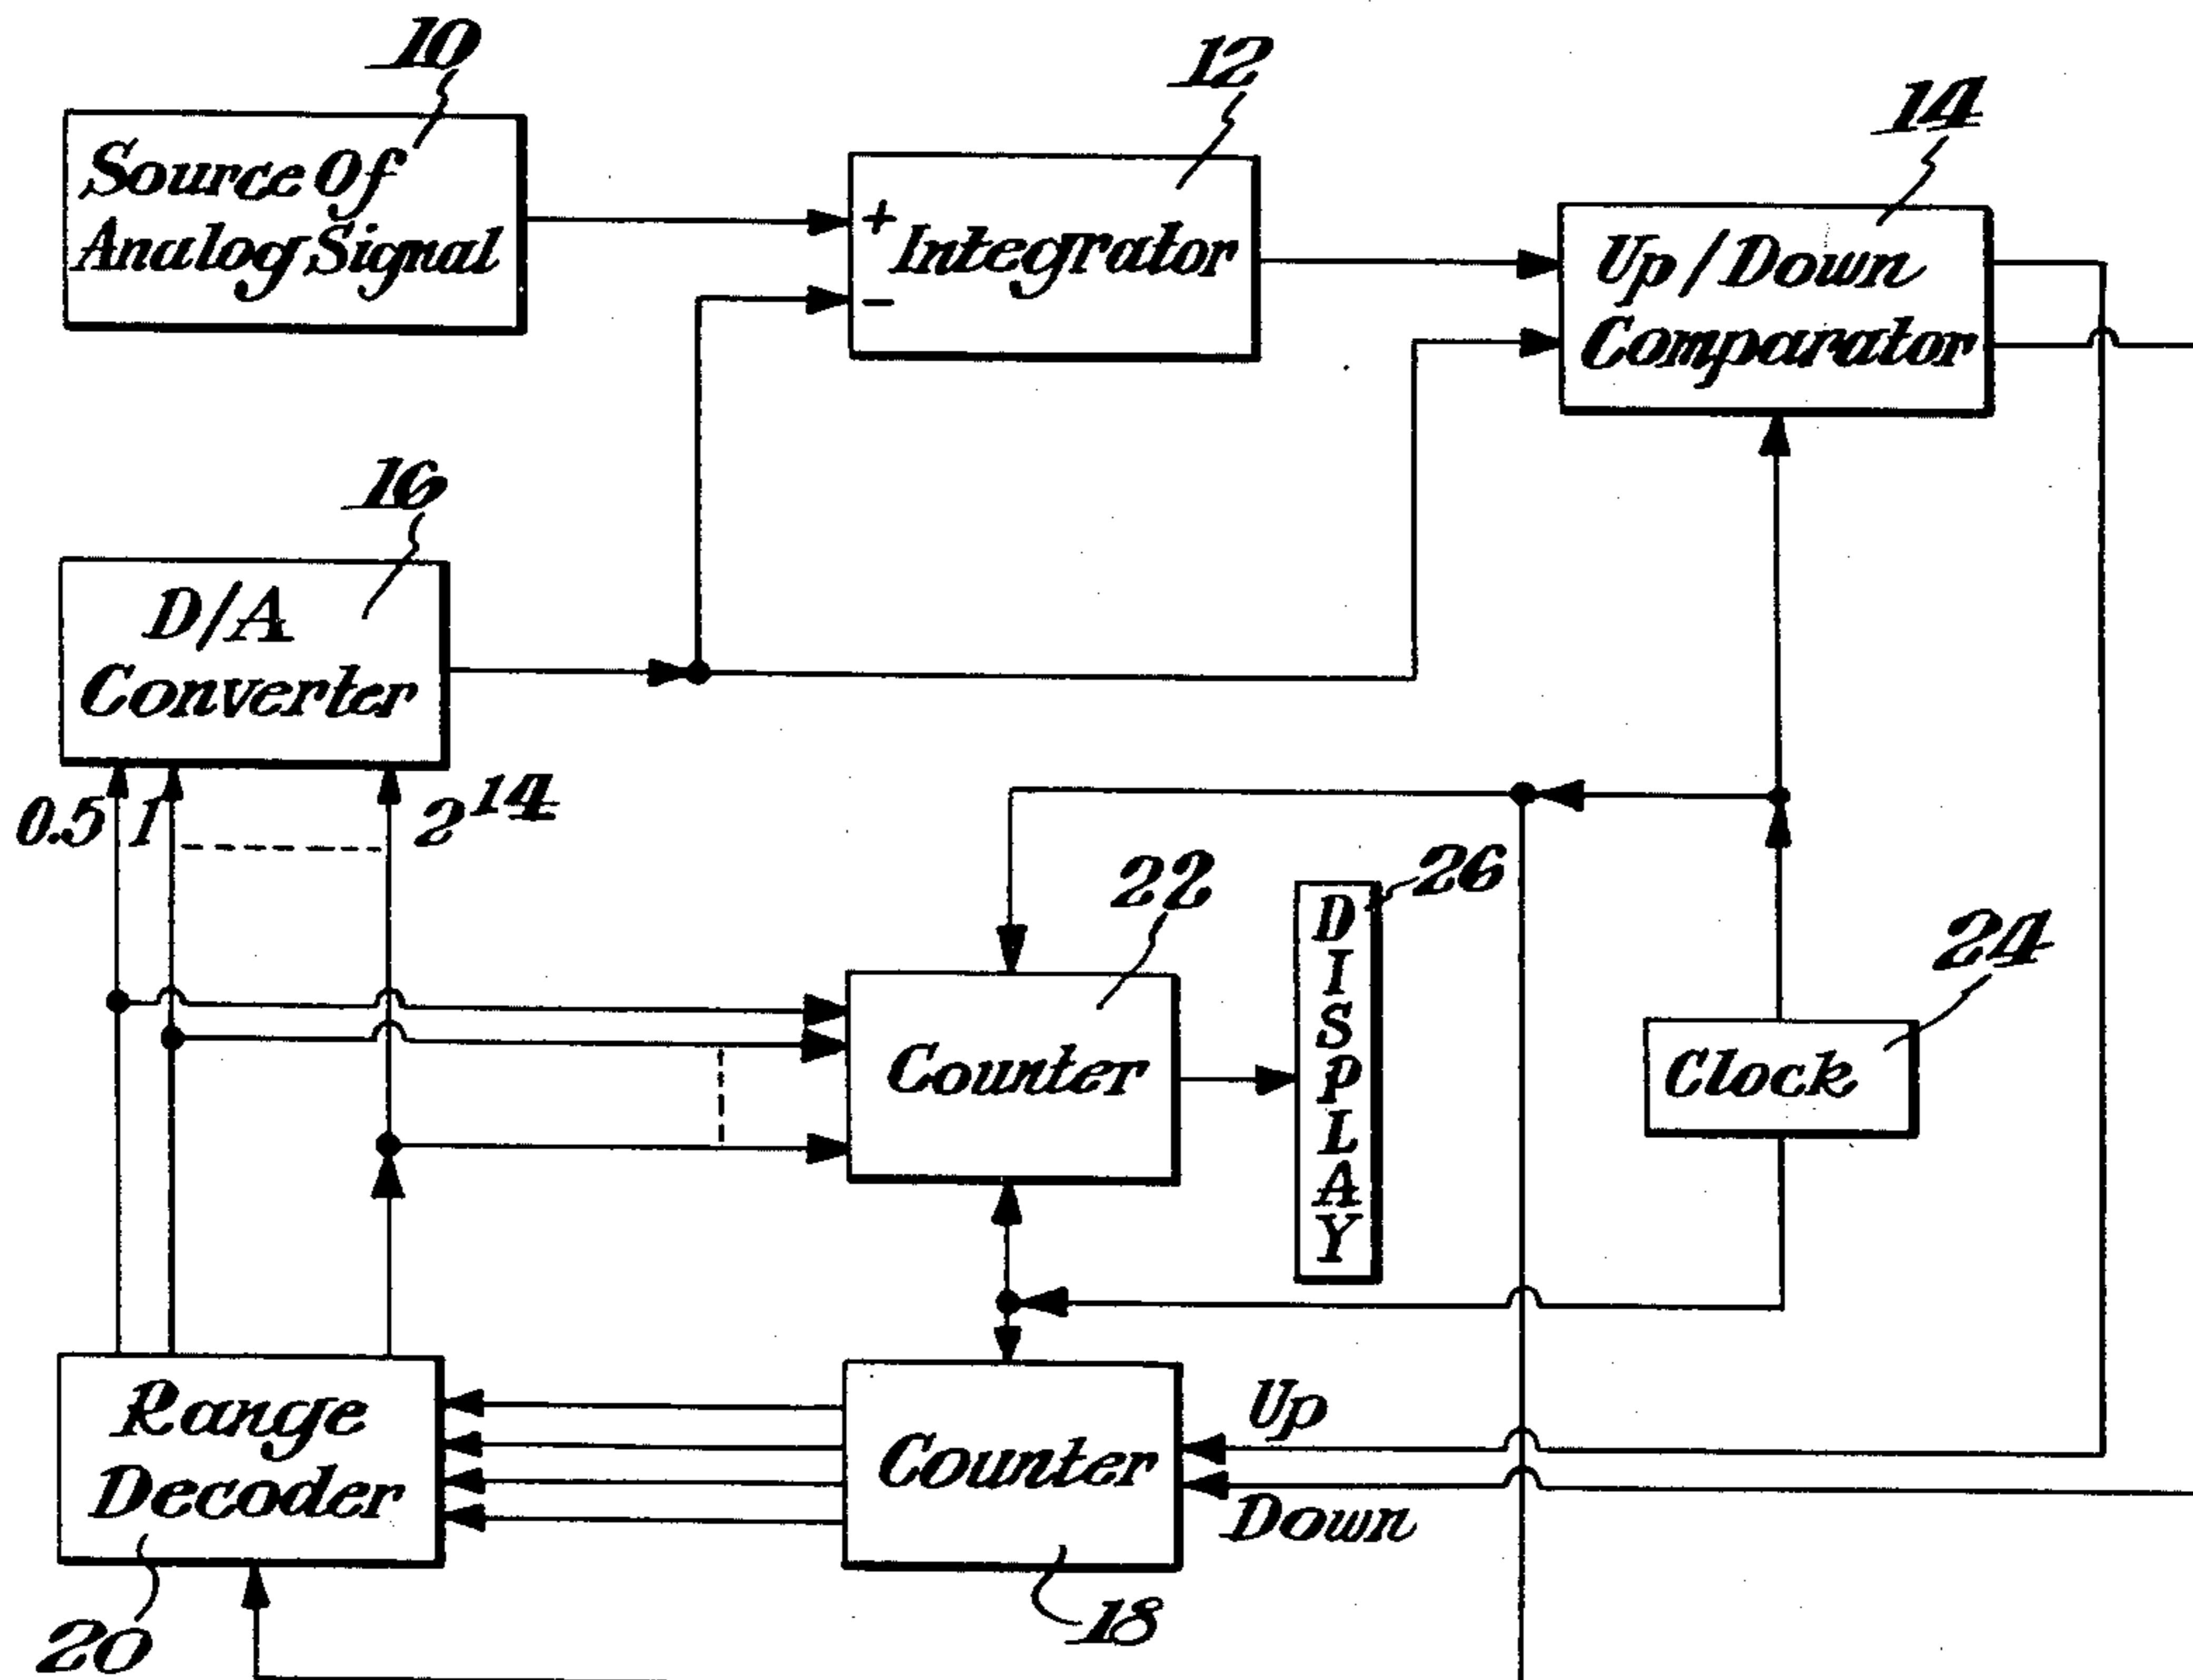 10
Source Of
Analog Signal
12
+
Integrator
-
14
Up/Down
Comparator
16
D/A
Converter
0.5 1 2^14
22
Counter
26
DISPLAY
24
Clock
Range
Decoder
20
Counter
18
Up
Down